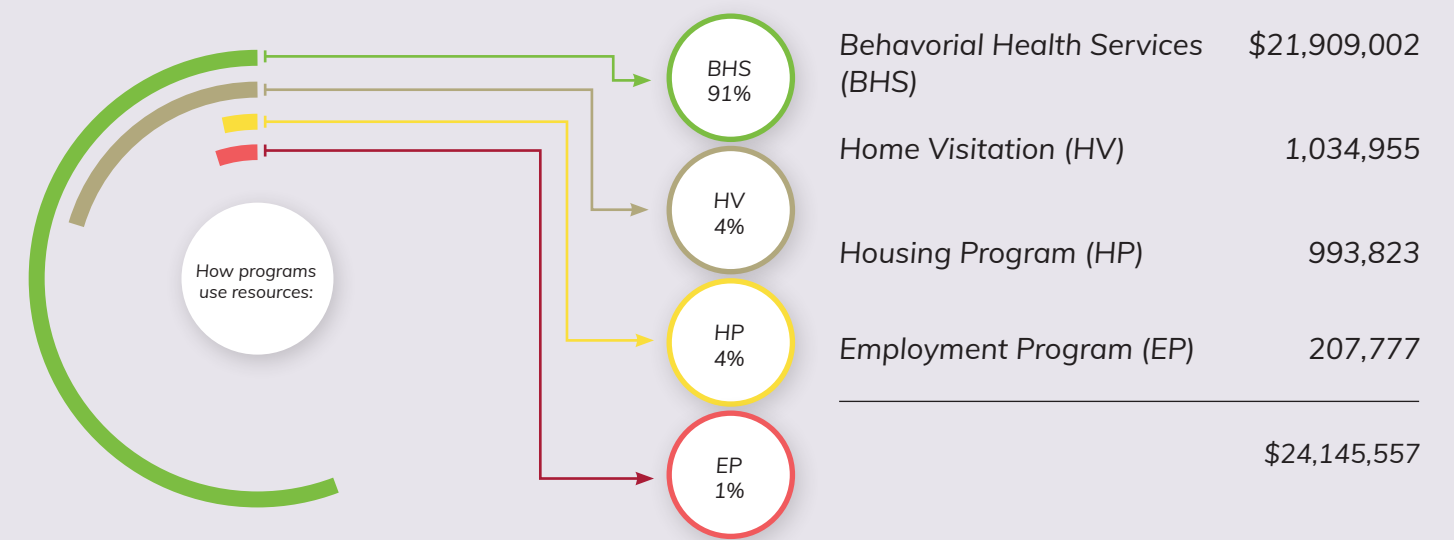 How programs
use resources:
BHS
91%
HV
4%
HP
4%
EP
1%
Behavorial Health Services $21,909,002
(BHS)
Home Visitation (HV) 1,034,955
Housing Program (HP) 993,823
Employment Program (EP) 207,777
$24,145,557